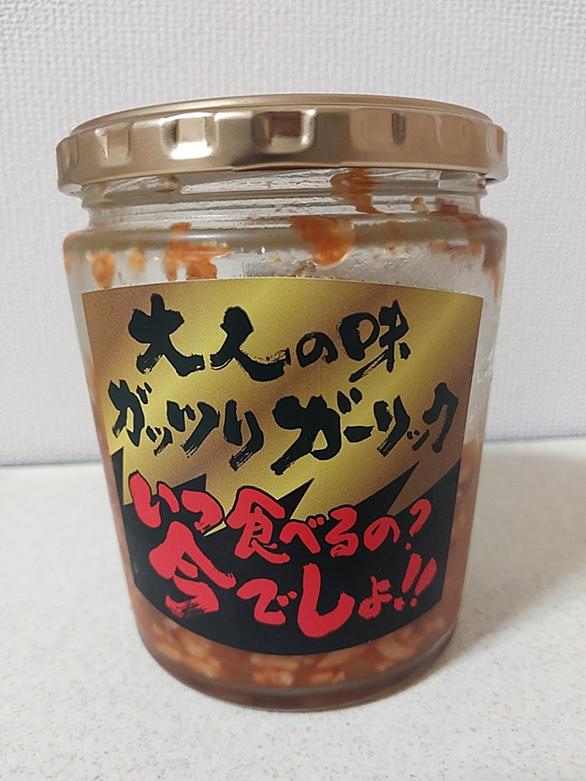 大人の味
ガッツリガーリック
いつ食べるの?
今でしょ!!